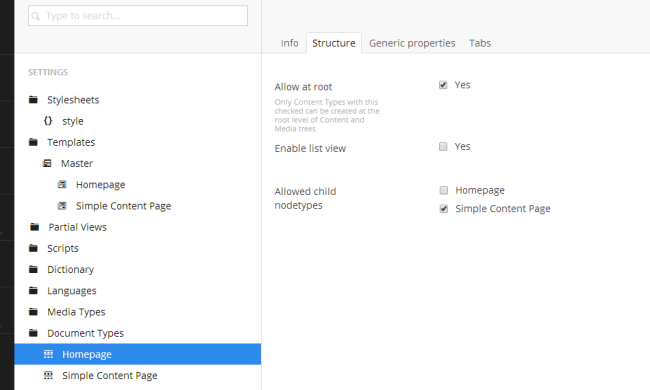 Type to search...
SETTINGS
Stylesheets
{} style
Templates
Master
Homepage
Simple Content Page
Partial Views
Scripts
Dictionary
Languages
Media Types
Document Types
Homepage
Simple Content Page
Info Structure Generic properties Tabs
Allow at root Yes
Only Content Types with this
checked can be created at the
root level of Content and
Media trees
Enable list view Yes
Allowed child
nodetypes
Homepage
Simple Content Page